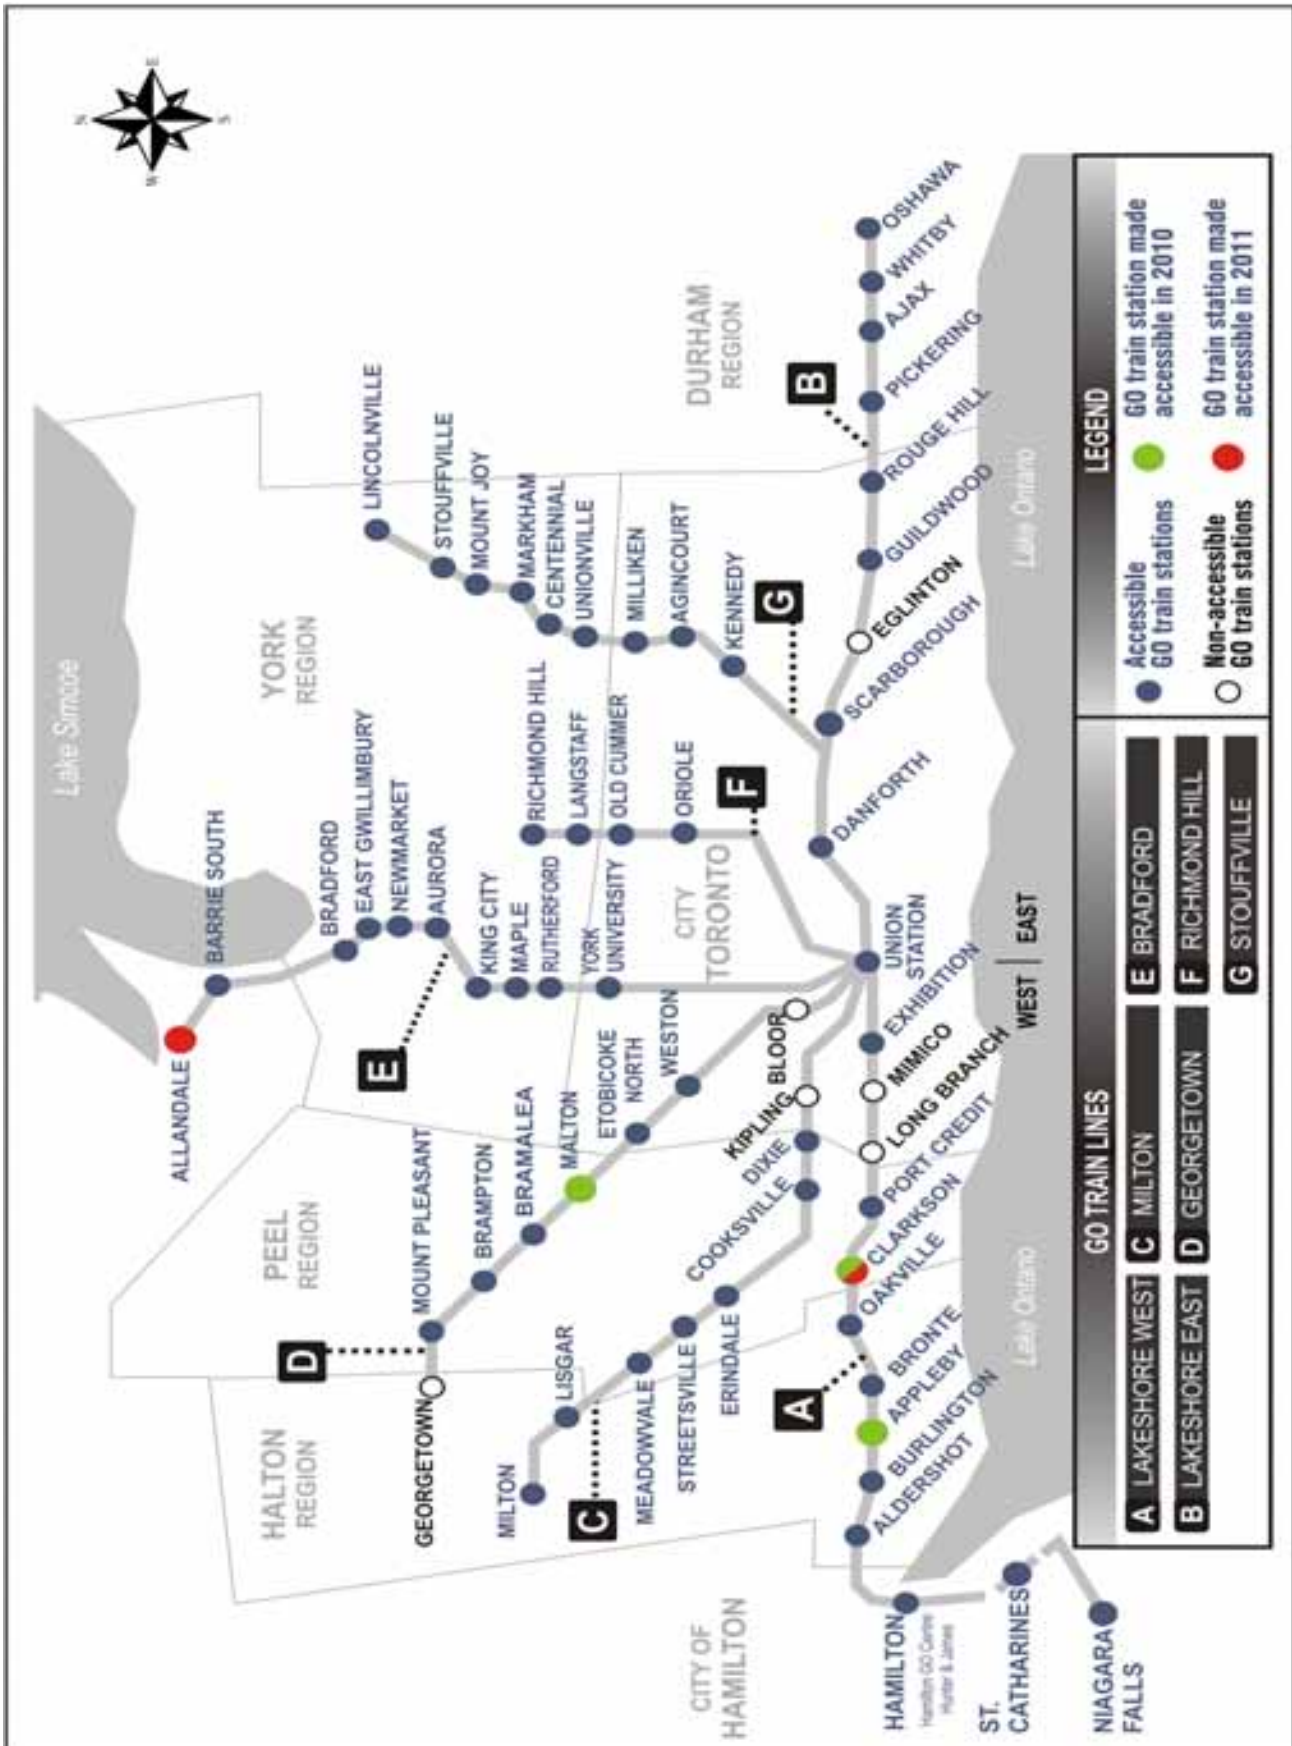 N
E
S
W
Lake Simcoe
ALLANDALE
BARRIE SOUTH
BRADFORD
EAST GWILLIMBURY
NEWMARKET
AURORA
KING CITY
MAPLE
RUTHERFORD
YORK
UNIVERSITY
E
YORK
REGION
LINCOLNVILLE
STOUFFVILLE
MOUNT JOY
MARKHAM
CENTENNIAL
UNIONVILLE
MILLIKEN
AGINCOURT
KENNEDY
G
RICHMOND HILL
LANGSTAFF
OLD CUMMER
ORIOLE
F
DURHAM
REGION
B
PEEL
REGION
D
HALTON
REGION
GEORGETOWN
MOUNT PLEASANT
BRAMPTON
BRAMALEA
MALTON
ETOBICOKE
NORTH
WESTON
BLOOR
CITY
TORONTO
MILTON
LISGAR
C
MEADOWVALE
STREETSVILLE
ERINDALE
COOKSVILLE
DIXIE
KIPLING
A
CITY OF
HAMILTON
HAMILTON
Hamilton GO Centre
Hunter & James
ST.
CATHARINES
NIAGARA
FALLS
ALDERSHOT
BURLINGTON
APPLEBY
BRONTE
OAKVILLE
CLARKSON
PORT CREDIT
LONG BRANCH
MIMICO
EXHIBITION
UNION
STATION
WEST
EAST
DANFORTH
SCARBOROUGH
EGLINTON
GUILDWOOD
ROUGE HILL
PICKERING
AJAX
WHITBY
OSHAWA
Lake Ontario
Lake Ontario
GO TRAIN LINES
A LAKESHORE WEST
C MILTON
E BRADFORD
B LAKESHORE EAST
D GEORGETOWN
F RICHMOND HILL
G STOUFFVILLE
LEGEND
Accessible
GO train stations
GO train station made
accessible in 2010
Non-accessible
GO train stations
GO train station made
accessible in 2011